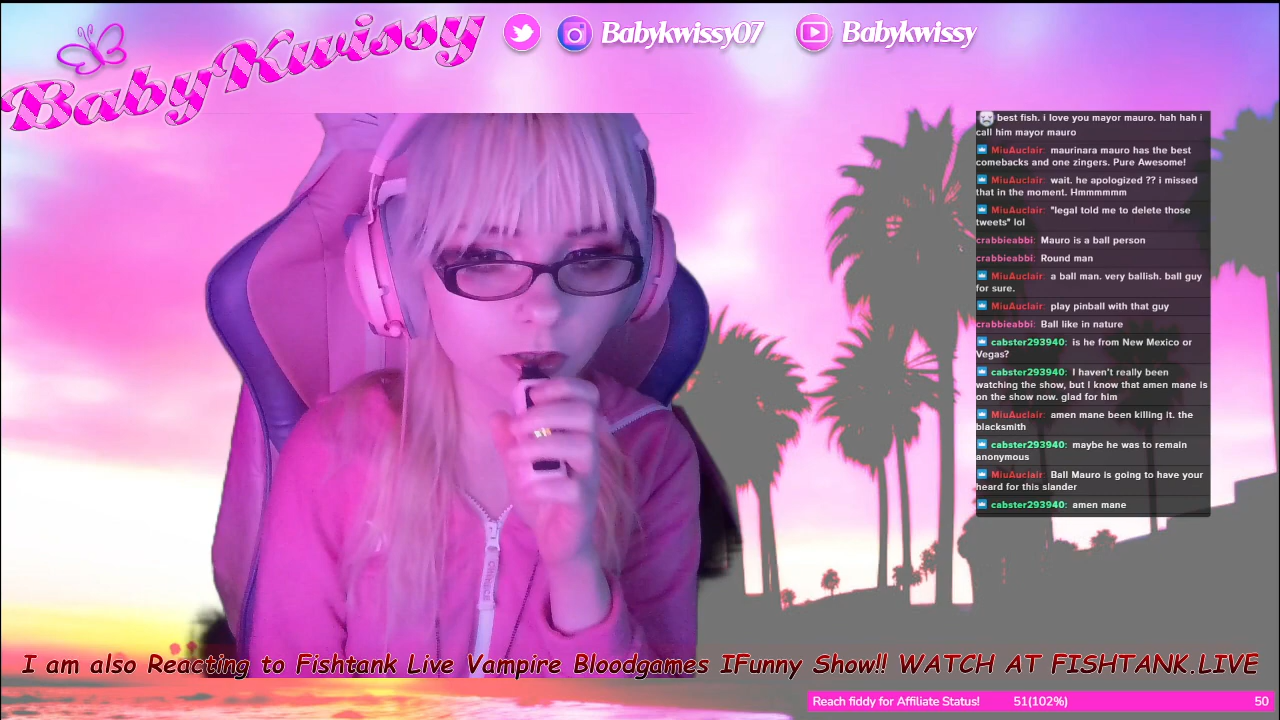 BabyKwissy
Babykwissy07
Babykwissy
best fish. i love you mayor mauro. hah hah i
call him mayor mauro
MiuAuclair: maurinara mauro has the best
comebacks and one zingers. Pure Awesome!
MiuAuclair: wait. he apologized ?? i missed
that in the moment. Hmmmmmm
MiuAuclair: "legal told me to delete those
tweets" lol
crabbieabbi: Mauro is a ball person
crabbieabbi: Round man
MiuAuclair: a ball man. very ballish. ball guy
for sure.
MiuAuclair: play pinball with that guy
crabbieabbi: Ball like in nature
cabster293940: is he from New Mexico or
Vegas?
cabster293940: I haven't really been
watching the show, but I know that amen mane is
on the show now. glad for him
MiuAuclair: amen mane been killing it. the
blacksmith
cabster293940: maybe he was to remain
anonymous
MiuAuclair: Ball Mauro is going to have your
heard for this slander
cabster293940: amen mane
I am also Reacting to Fishtank Live Vampire Bloodgames IFunny Show!! WATCH AT FISHTANK.LIVE
Reach fiddy for Affiliate Status! 51(102%) 50